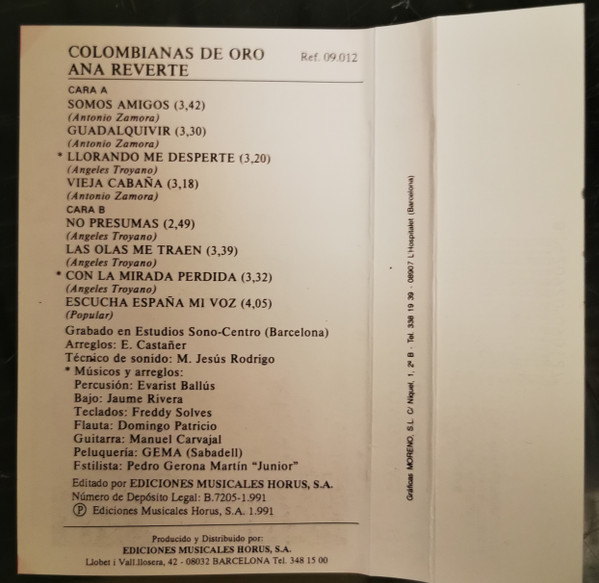 COLOMBIANAS DE ORO Ref. 09.012
ANA REVERTE
CARA A
SOMOS AMIGOS (3,42)
(Antonio Zamora)
GUADALQUIVIR (3,30)
(Antonio Zamora)
* LLORANDO ME DESPERTE (3,20)
(Angeles Troyano)
VIEJA CABAÑA (3,18)
(Antonio Zamora)
CARA B
NO PRESUMAS (2,49)
(Angeles Troyano)
LAS OLAS ME TRAEN (3,39)
(Angeles Troyano)
* CON LA MIRADA PERDIDA (3,32)
(Angeles Troyano)
ESCUCHA ESPAÑA MI VOZ (4,05)
(Popular)
Grabado en Estudios Sono-Centro (Barcelona)
Arreglos: E. Castañer
Técnico de sonido: M. Jesús Rodrigo
* Músicos y arreglos:
Percusión: Evarist Ballús
Bajo: Jaume Rivera
Teclados: Freddy Solves
Flauta: Domingo Patricio
Guitarra: Manuel Carvajal
Peluquería: GEMA (Sabadell)
Estilista: Pedro Gerona Martín “Junior”
Editado por EDICIONES MUSICALES HORUS, S.A.
Número de Depósito Legal: B.7205-1.991
Ⓟ Ediciones Musicales Horus, S.A. 1.991
Producido y Distribuido por:
EDICIONES MUSICALES HORUS, S.A.
Llobet i Vall.llosera, 42 - 08032 BARCELONA Tel. 348 15 00
Gráficas MORENO, S.L. C/ Niquel, 1, 2º B - Tel. 338 19 39 - 08907 L'Hospitalet (Barcelona)